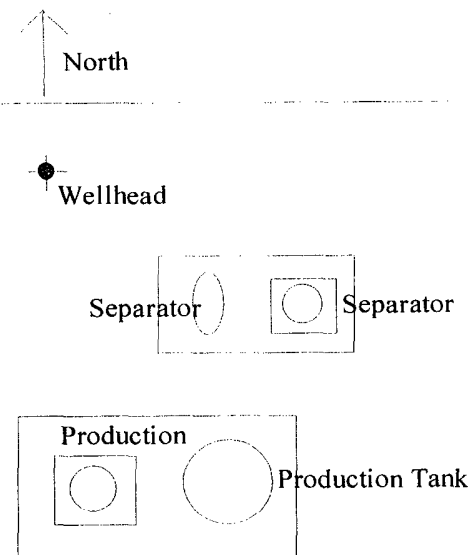 North
Wellhead
Separator
Separator
Production
Production Tank